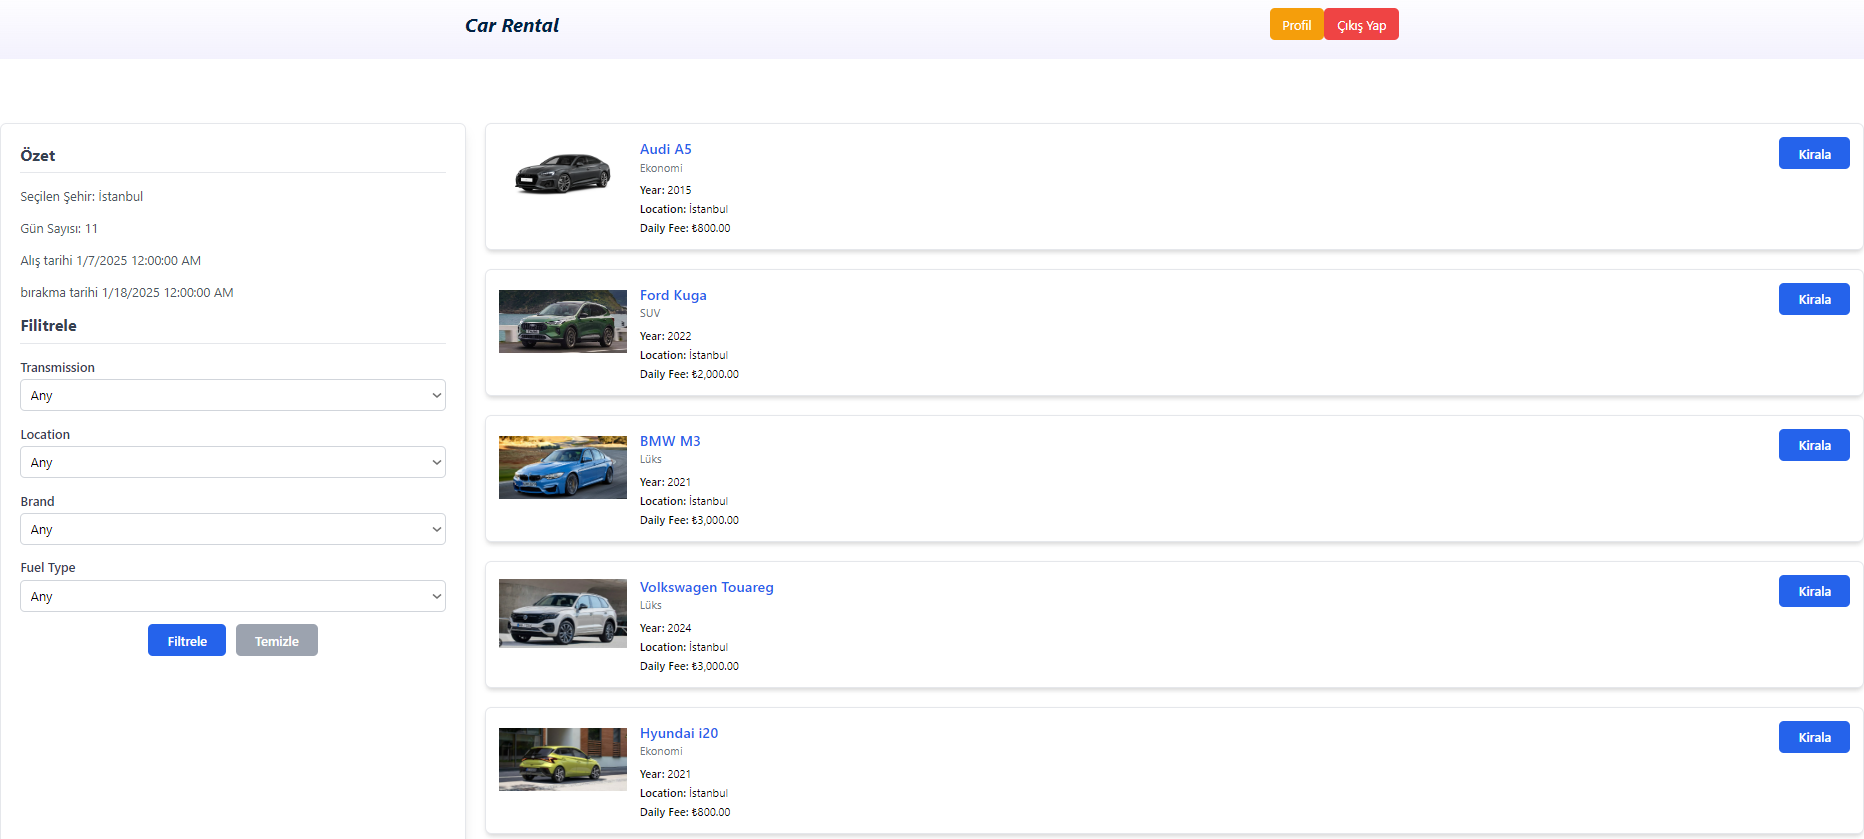 Car Rental
Profil
Çıkış Yap
Özet
Seçilen Şehir: İstanbul
Gün Sayısı: 11
Alış tarihi 1/7/2025 12:00:00 AM
bırakma tarihi 1/18/2025 12:00:00 AM
Filitrele
Transmission
Any
Location
Any
Brand
Any
Fuel Type
Any
Filtrele
Temizle
Audi A5
Ekonomi
Year: 2015
Location: İstanbul
Daily Fee: ₺800.00
Kirala
Ford Kuga
SUV
Year: 2022
Location: İstanbul
Daily Fee: ₺2,000.00
Kirala
BMW M3
Lüks
Year: 2021
Location: İstanbul
Daily Fee: ₺3,000.00
Kirala
Volkswagen Touareg
Lüks
Year: 2024
Location: İstanbul
Daily Fee: ₺3,000.00
Kirala
Hyundai i20
Ekonomi
Year: 2021
Location: İstanbul
Daily Fee: ₺800.00
Kirala